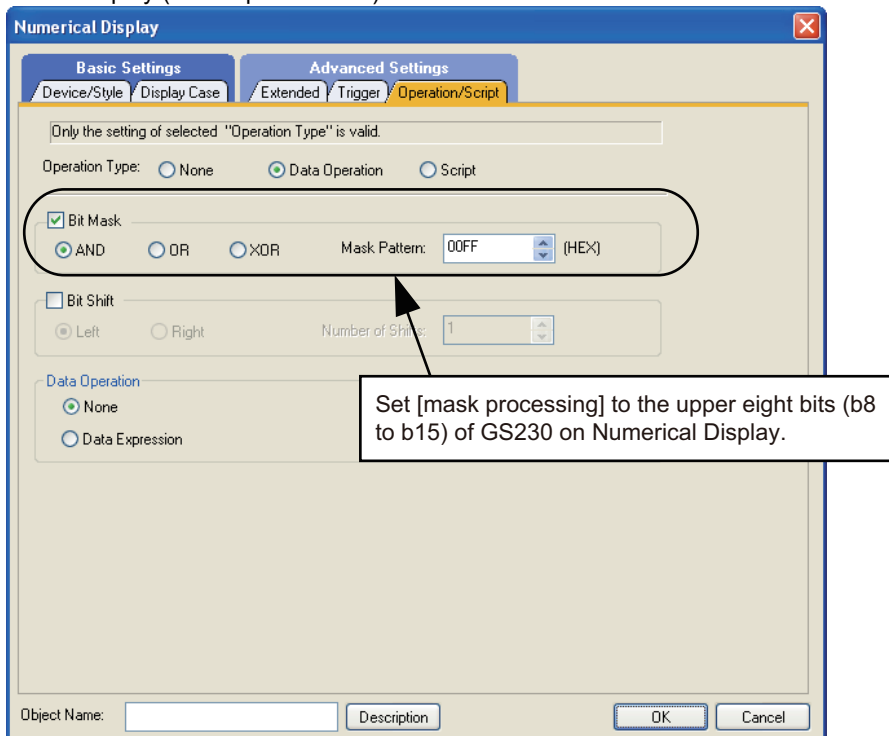 Numerical Display
Basic Settings
Advanced Settings
Device/Style
Display Case
Extended
Trigger
Operation/Script
Only the setting of selected "Operation Type" is valid.
Operation Type: None Data Operation Script
Bit Mask
AND OR XOR Mask Pattern: 00FF (HEX)
Bit Shift
Left Right Number of Shifts: 1
Data Operation
None
Data Expression
Set [mask processing] to the upper eight bits (b8
to b15) of GS230 on Numerical Display.
Object Name: Description OK Cancel